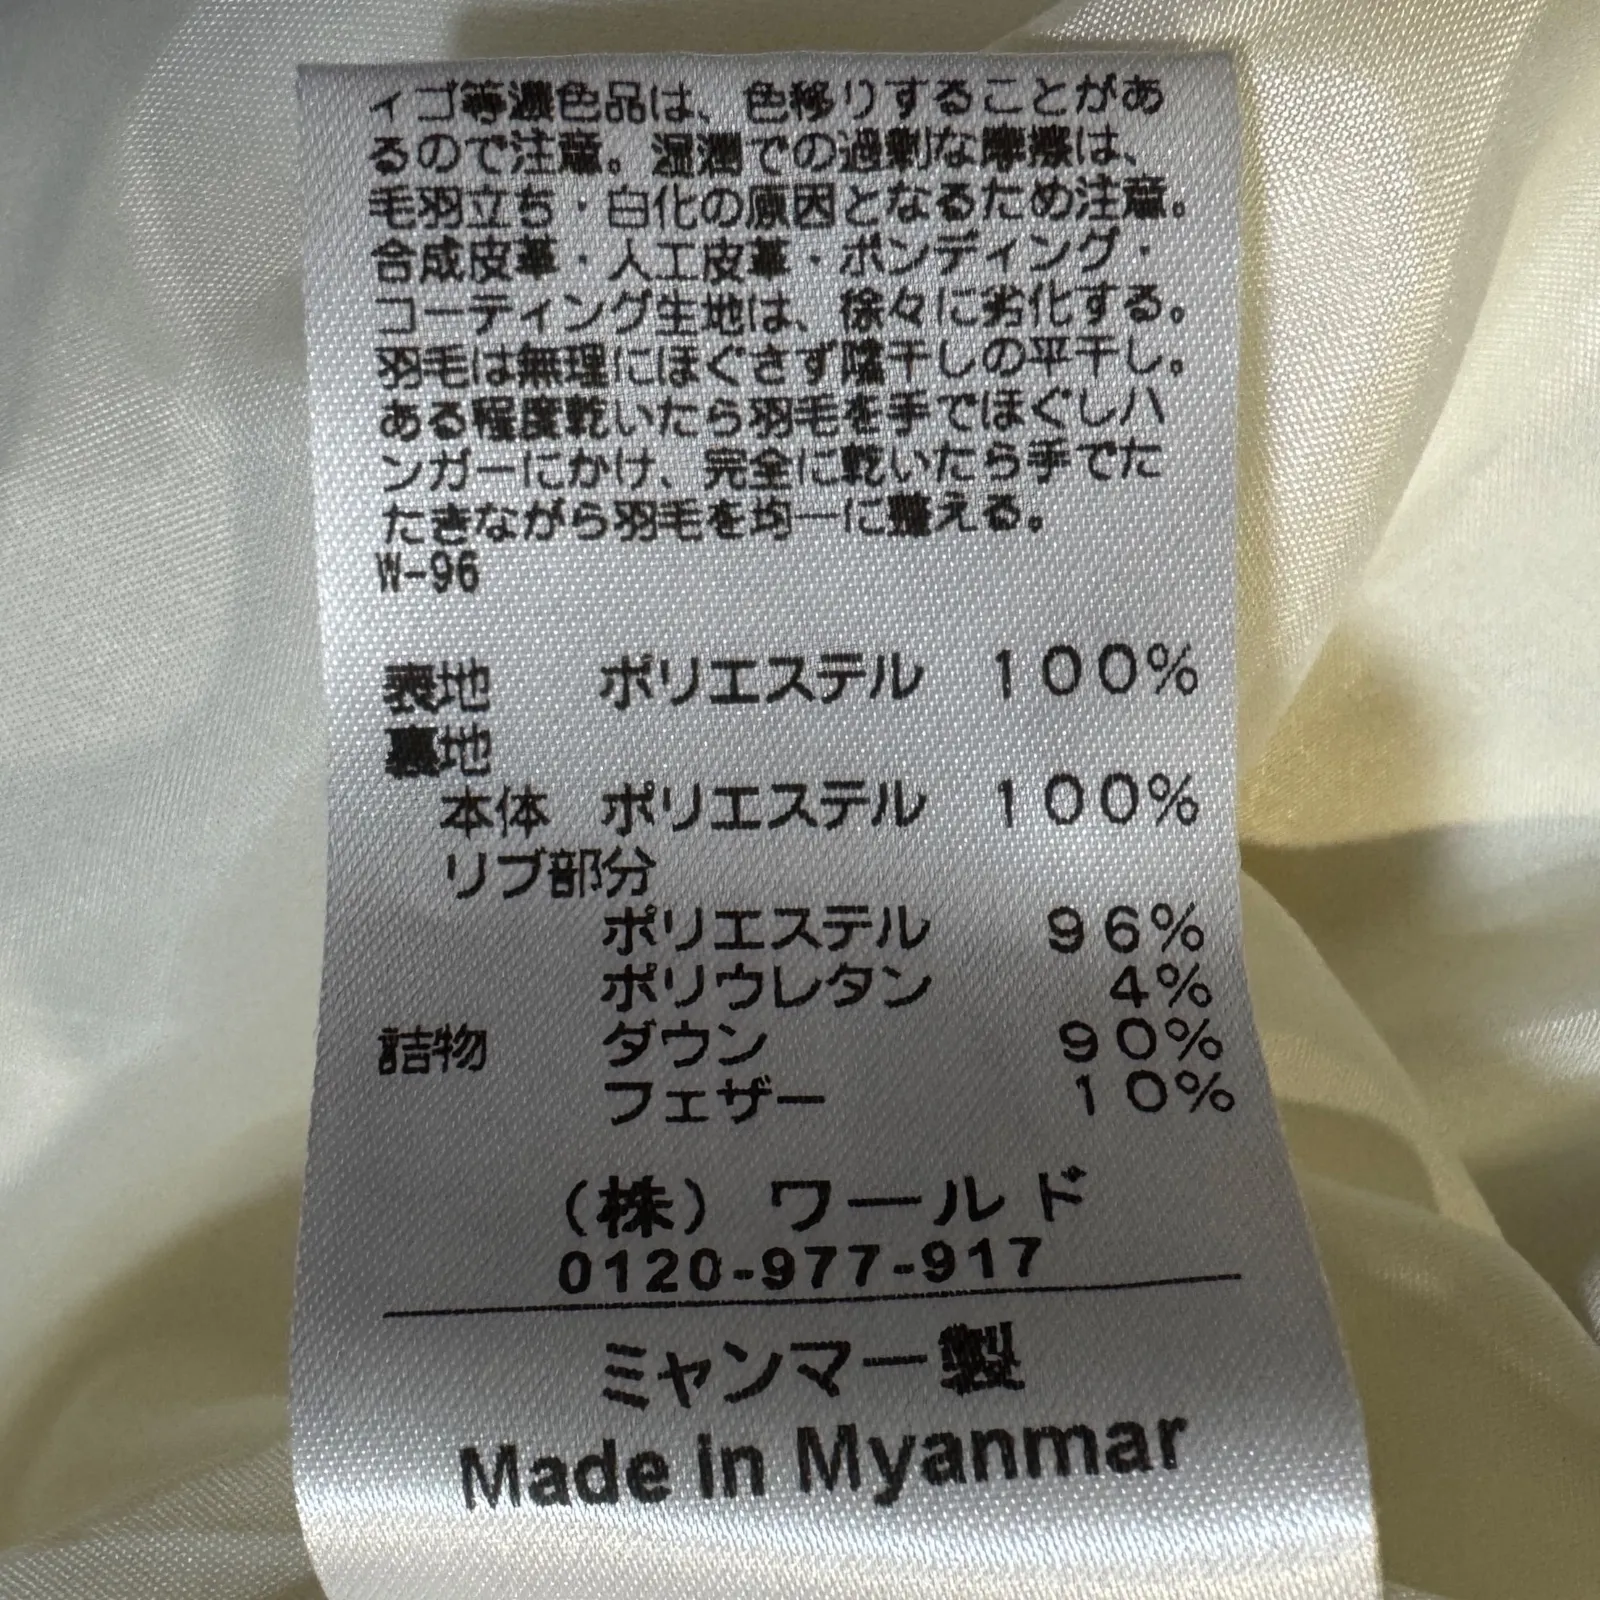 ィゴ等濃色品は、色移りすることがあ
るので注意。湿潤での過剰な摩擦は、
毛羽立ち・白化の原因となるため注意。
合成皮革・人工皮革・ボンディング・
コーティング生地は、徐々に劣化する。
羽毛は無理にほぐさず陰干しの平干し。
ある程度乾いたら羽毛を手でほぐしハ
ンガーにかけ、完全に乾いたら手でた
たきながら羽毛を均一に整える。
W-96
表地 ポリエステル 100%
裏地
本体 ポリエステル 100%
リブ部分
ポリエステル 96%
ポリウレタン 4%
詰物 ダウン 90%
フェザー 10%
(株) ワールド
0120-977-917
ミャンマー製
Made in Myanmar